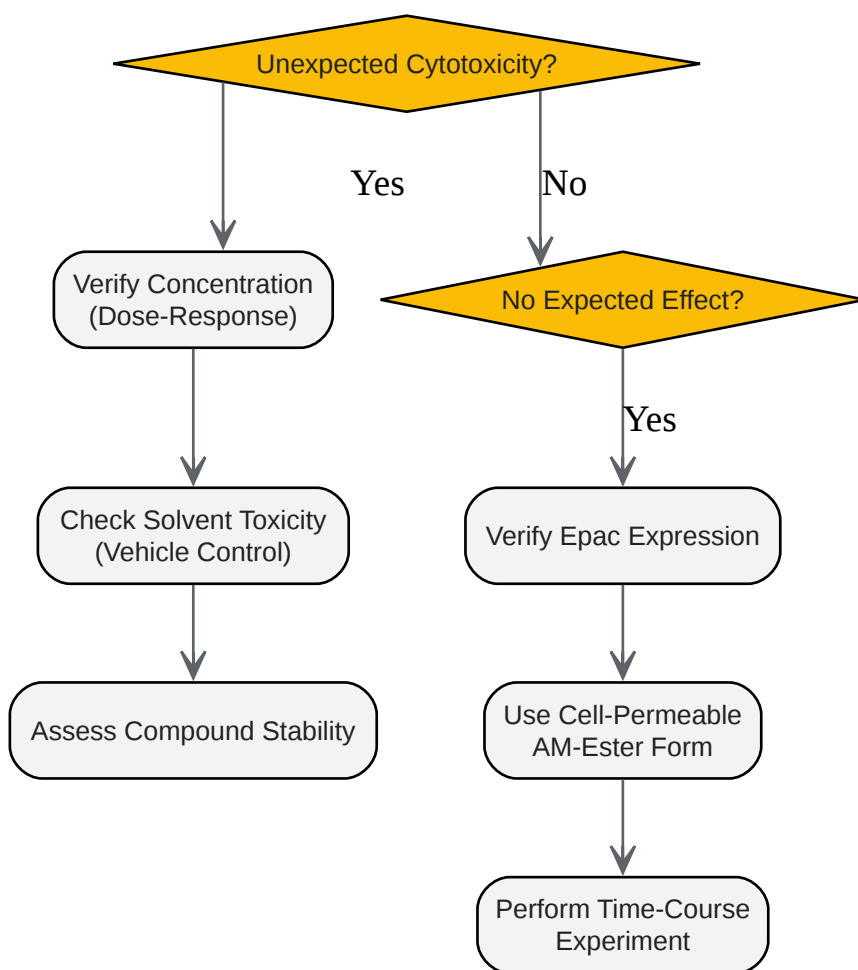 Unexpected Cytotoxicity?
Yes
No
Verify Concentration
(Dose-Response)
No Expected Effect?
Yes
Check Solvent Toxicity
(Vehicle Control)
Verify Epac Expression
Assess Compound Stability
Use Cell-Permeable
AM-Ester Form
Perform Time-Course
Experiment